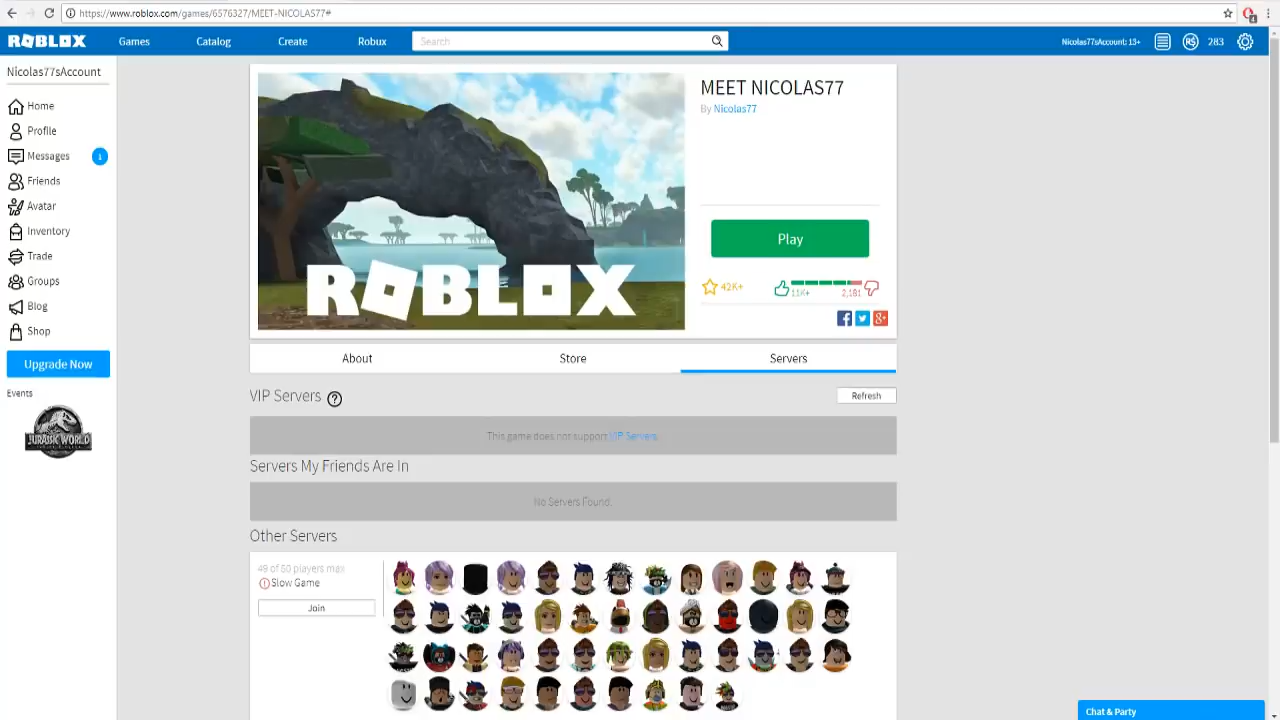 https://www.roblox.com/games/6576327/MEET-NICOLAS77#
ROBLOX
Games
Catalog
Create
Robux
Search
Nicolas77sAccount: 13+
R$
283
Nicolas77sAccount
Home
Profile
Messages
1
Friends
Avatar
Inventory
Trade
Groups
Blog
Shop
Upgrade Now
Events
JURASSIC WORLD
ROBLOX
MEET NICOLAS77
By Nicolas77
Play
42K+
11K+
2,181
About
Store
Servers
VIP Servers
Refresh
This game does not support VIP Servers.
Servers My Friends Are In
No Servers Found.
Other Servers
49 of 50 players max
Slow Game
Join
Chat & Party